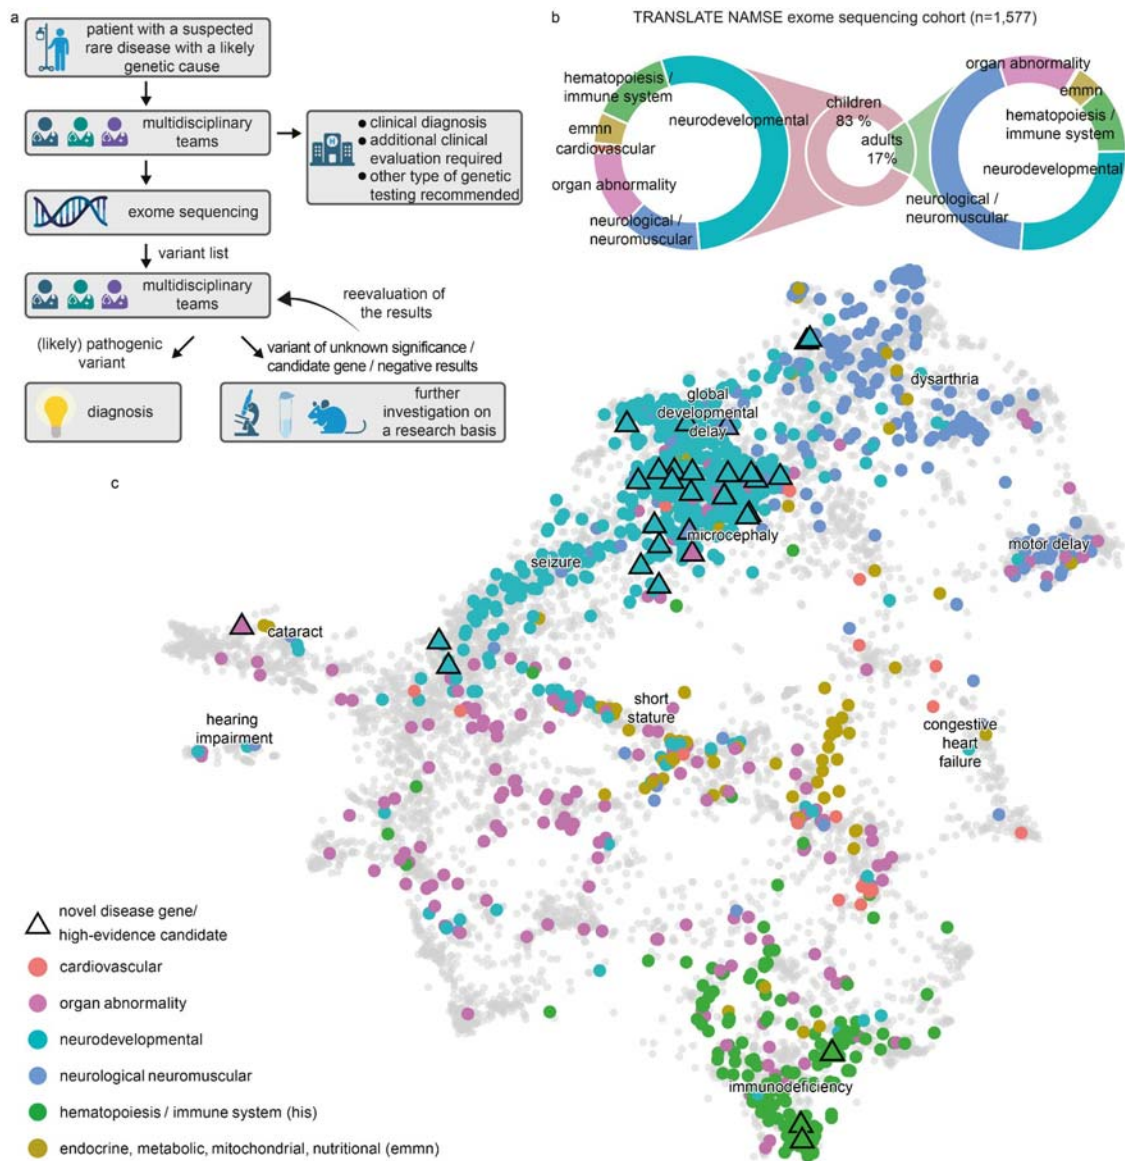 a
patient with a suspected
rare disease with a likely
genetic cause
multidisciplinary
teams
H
clinical diagnosis
additional clinical
evaluation required
other type of genetic
testing recommended
exome sequencing
variant list
multidisciplinary
teams
reevaluation of
the results
(likely) pathogenic
variant
variant of unknown significance /
candidate gene / negative results
diagnosis
further
investigation on
a research basis
b
TRANSLATE NAMSE exome sequencing cohort (n=1,577)
hematopoiesis /
immune system
emmn
cardiovascular
organ abnormality
neurological /
neuromuscular
neurodevelopmental
children
83 %
adults
17%
organ abnormality
emmn
hematopoiesis /
immune system
neurodevelopmental
neurological /
neuromuscular
c
global
developmental
delay
dysarthria
microcephaly
motor delay
seizure
cataract
hearing
impairment
short
stature
congestive
heart
failure
immunodeficiency
novel disease gene/
high-evidence candidate
cardiovascular
organ abnormality
neurodevelopmental
neurological neuromuscular
hematopoiesis / immune system (his)
endocrine, metabolic, mitochondrial, nutritional (emmn)